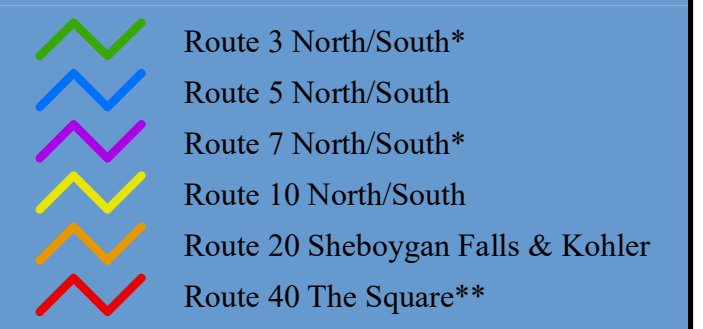 Route 3 North/South*
Route 5 North/South
Route 7 North/South*
Route 10 North/South
Route 20 Sheboygan Falls & Kohler
Route 40 The Square**